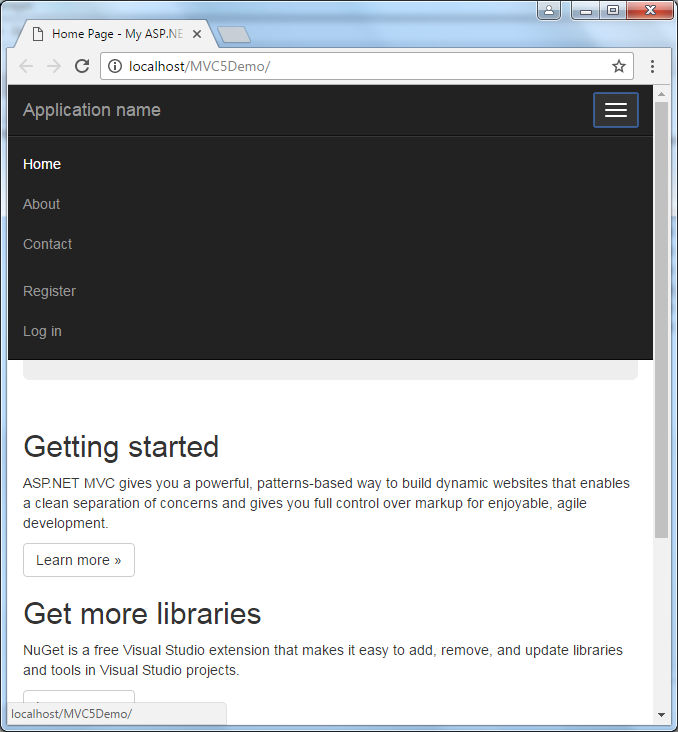 Home Page - My ASP.NE
localhost/MVC5Demo/
Application name
Home
About
Contact
Register
Log in
Getting started
ASP.NET MVC gives you a powerful, patterns-based way to build dynamic websites that enables
a clean separation of concerns and gives you full control over markup for enjoyable, agile
development.
Learn more »
Get more libraries
NuGet is a free Visual Studio extension that makes it easy to add, remove, and update libraries
and tools in Visual Studio projects.
localhost/MVC5Demo/